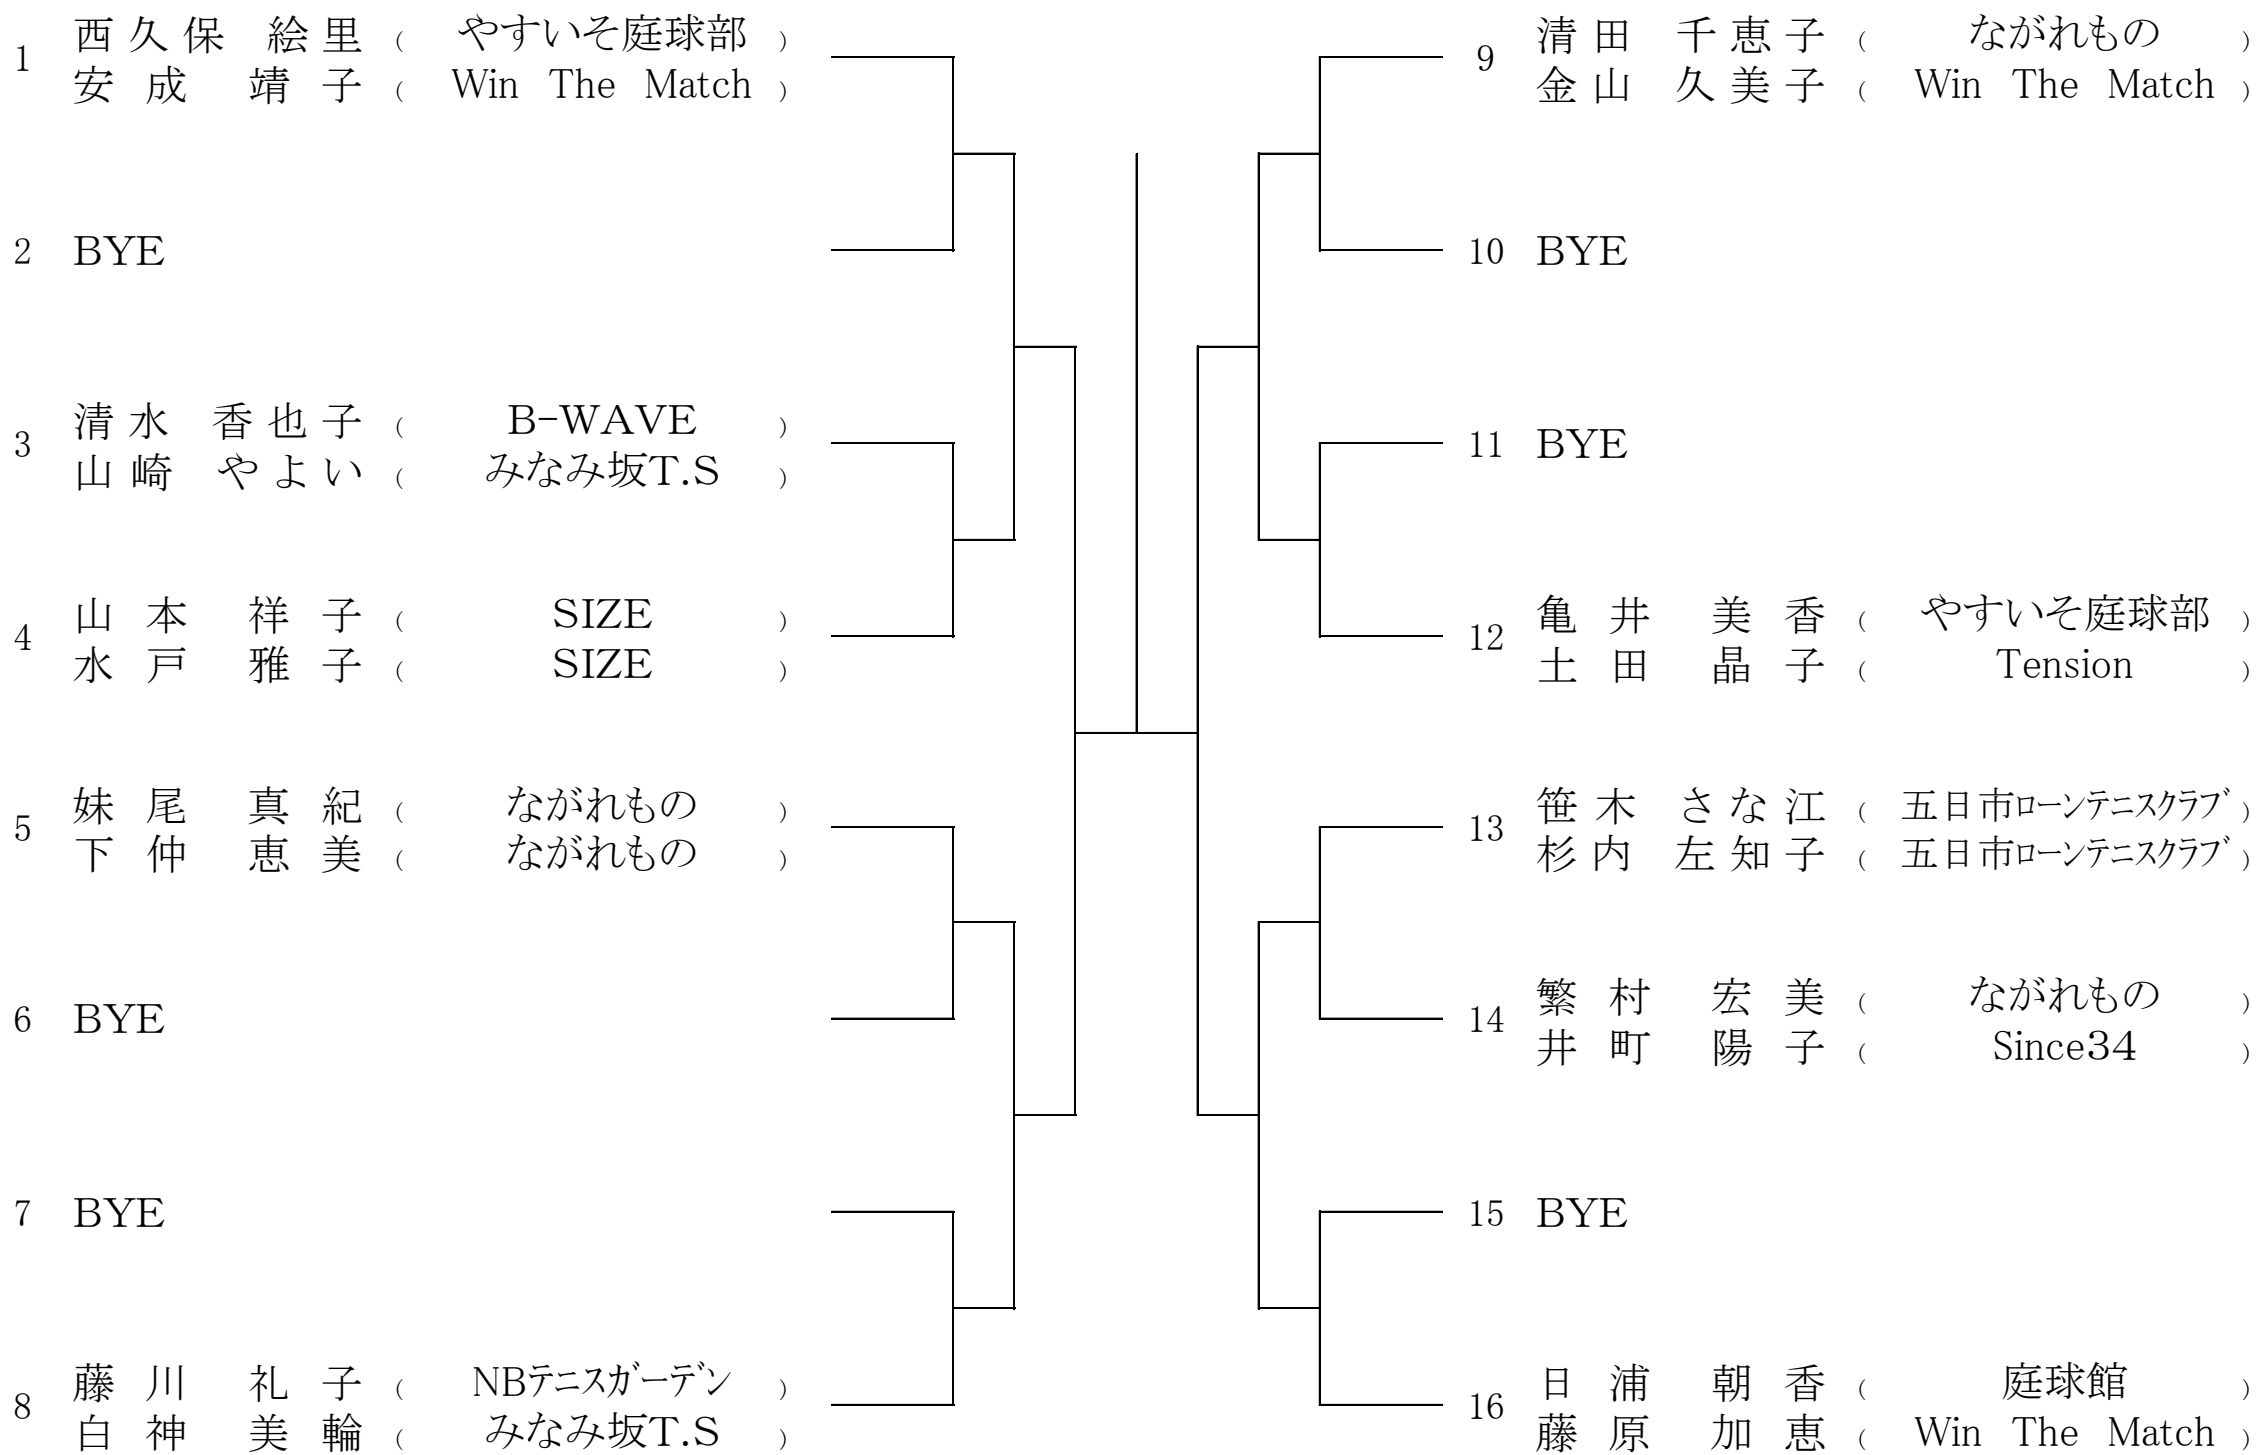 1 西久保 絵里 ( やすいそ庭球部 )
安成 靖子 ( Win The Match )
2 BYE
3 清水 香也子 ( B-WAVE )
山崎 やよい ( みなみ坂T.S )
4 山本 祥子 ( SIZE )
水戸 雅子 ( SIZE )
5 妹尾 真紀 ( ながれもの )
下仲 恵美 ( ながれもの )
6 BYE
7 BYE
8 藤川 礼子 ( NBテニスガーデン )
白神 美輪 ( みなみ坂T.S )
9 清田 千恵子 ( ながれもの )
金山 久美子 ( Win The Match )
10 BYE
11 BYE
12 亀井 美香 ( やすいそ庭球部 )
土田 晶子 ( Tension )
13 笹木 さな江 ( 五日市ローンテニスクラブ )
杉内 左知子 ( 五日市ローンテニスクラブ )
14 繁村 宏美 ( ながれもの )
井町 陽子 ( Since34 )
15 BYE
16 日浦 朝香 ( 庭球館 )
藤原 加恵 ( Win The Match )